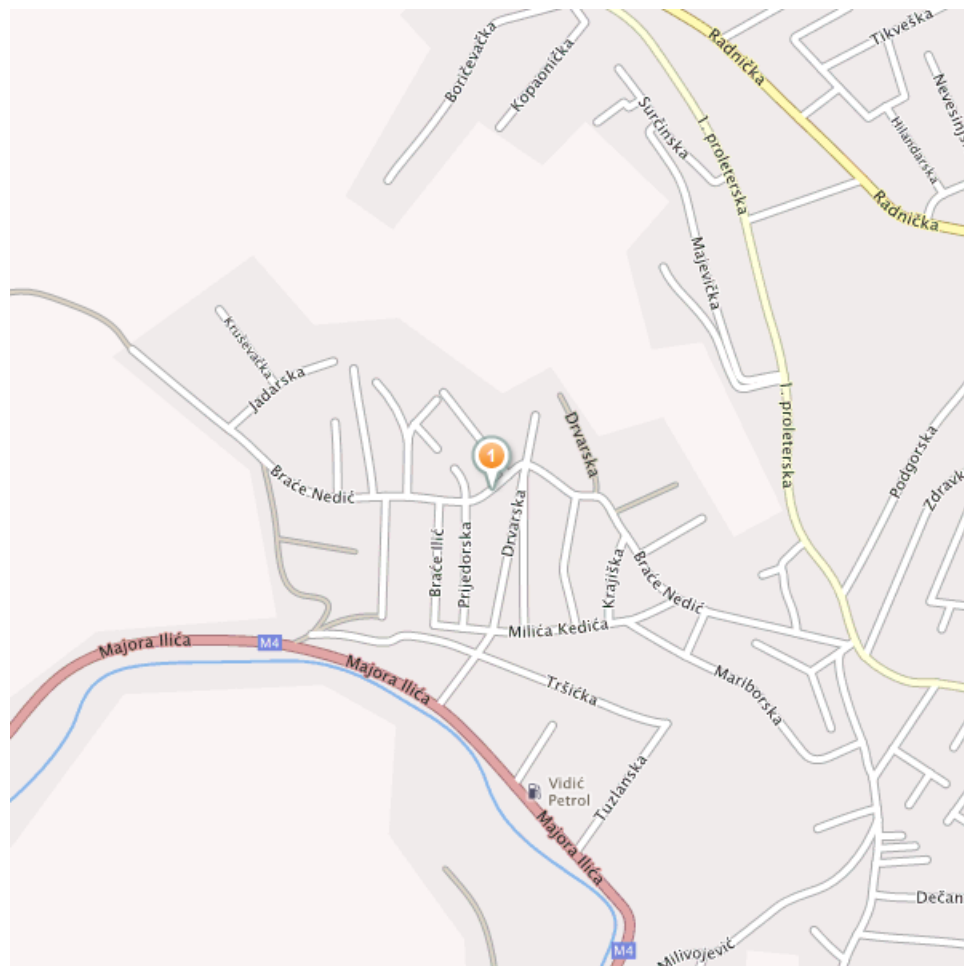 Boričevačka
Kopaonička
Radnička
Tikveška
Nevesinjs
Hilandarska
Surčinska
I. proleterska
Radnička
Majevička
Kruševačka
Jadarska
I. proleterska
Drvarska
Podgorska
Zdravk
1
Braće Nedić
Drvarska
Braće Ilić
Prijedorska
Krajiška
Braće Nedić
Milića Kedića
Majora Ilića
M4
Majora Ilića
Tršićka
Mariborska
Vidić
Petrol
Tuzlanska
Majora Ilića
Dečan
M4
Milivojević